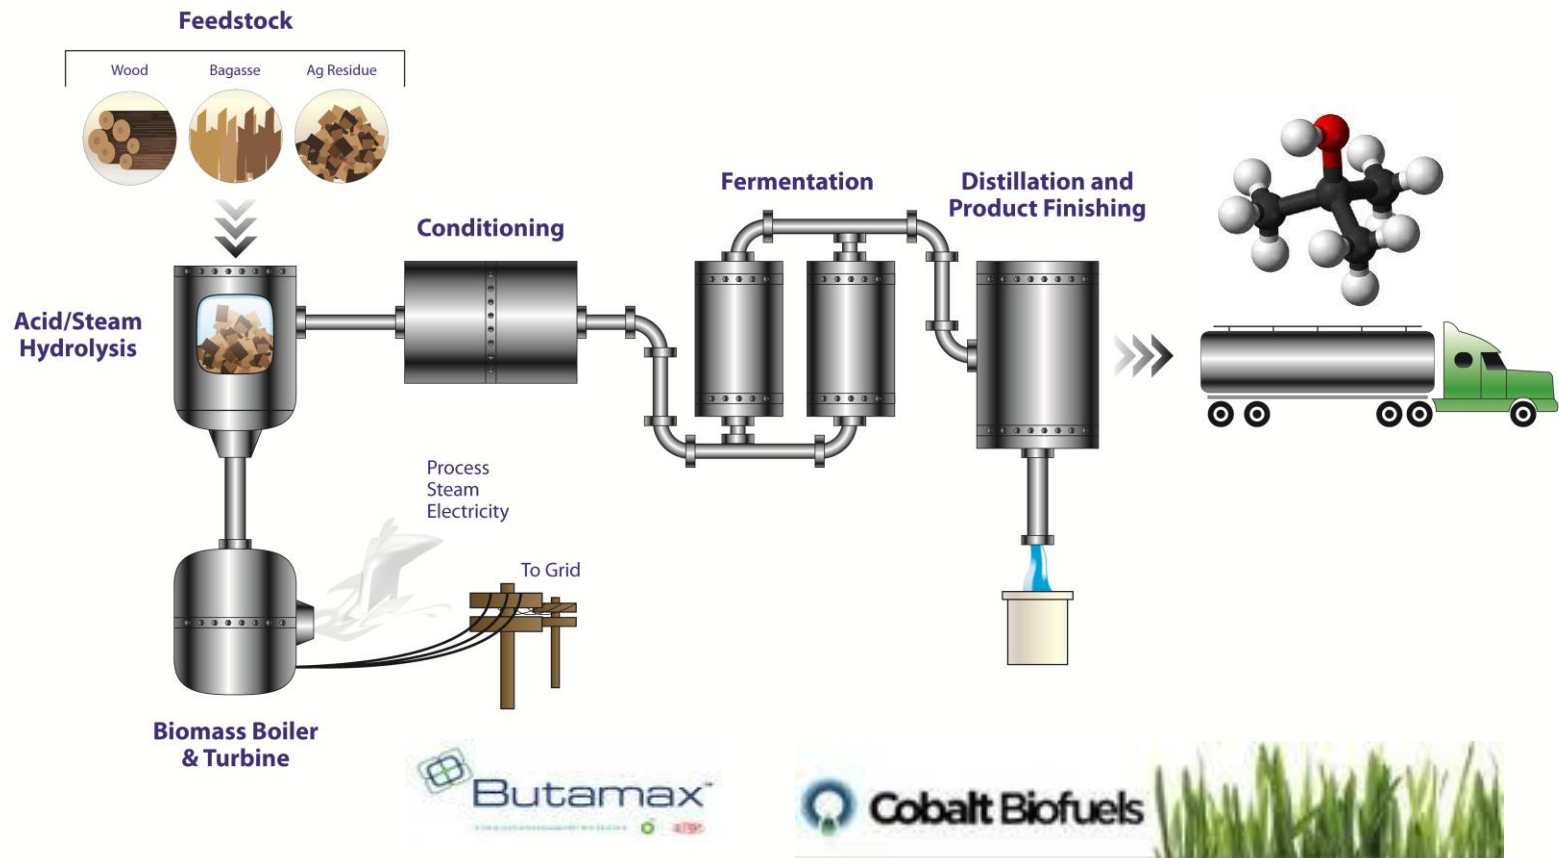 Feedstock
Wood
Bagasse
Ag Residue
Conditioning
Fermentation
Distillation and
Product Finishing
Acid/Steam
Hydrolysis
Process
Steam
Electricity
To Grid
Biomass Boiler
& Turbine
Butamax™
Cobalt Biofuels